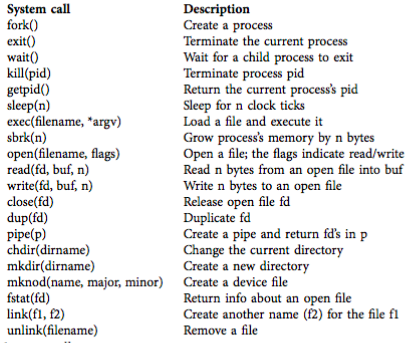 System call Description
fork() Create a process
exit() Terminate the current process
wait() Wait for a child process to exit
kill(pid) Terminate process pid
getpid() Return the current process's pid
sleep(n) Sleep for n clock ticks
exec(filename, *argv) Load a file and execute it
sbrk(n) Grow process's memory by n bytes
open(filename, flags) Open a file; the flags indicate read/write
read(fd, buf, n) Read n bytes from an open file into buf
write(fd, buf, n) Write n bytes to an open file
close(fd) Release open file fd
dup(fd) Duplicate fd
pipe(p) Create a pipe and return fd's in p
chdir(dirname) Change the current directory
mkdir(dirname) Create a new directory
mknod(name, major, minor) Create a device file
fstat(fd) Return info about an open file
link(f1, f2) Create another name (f2) for the file f1
unlink(filename) Remove a file